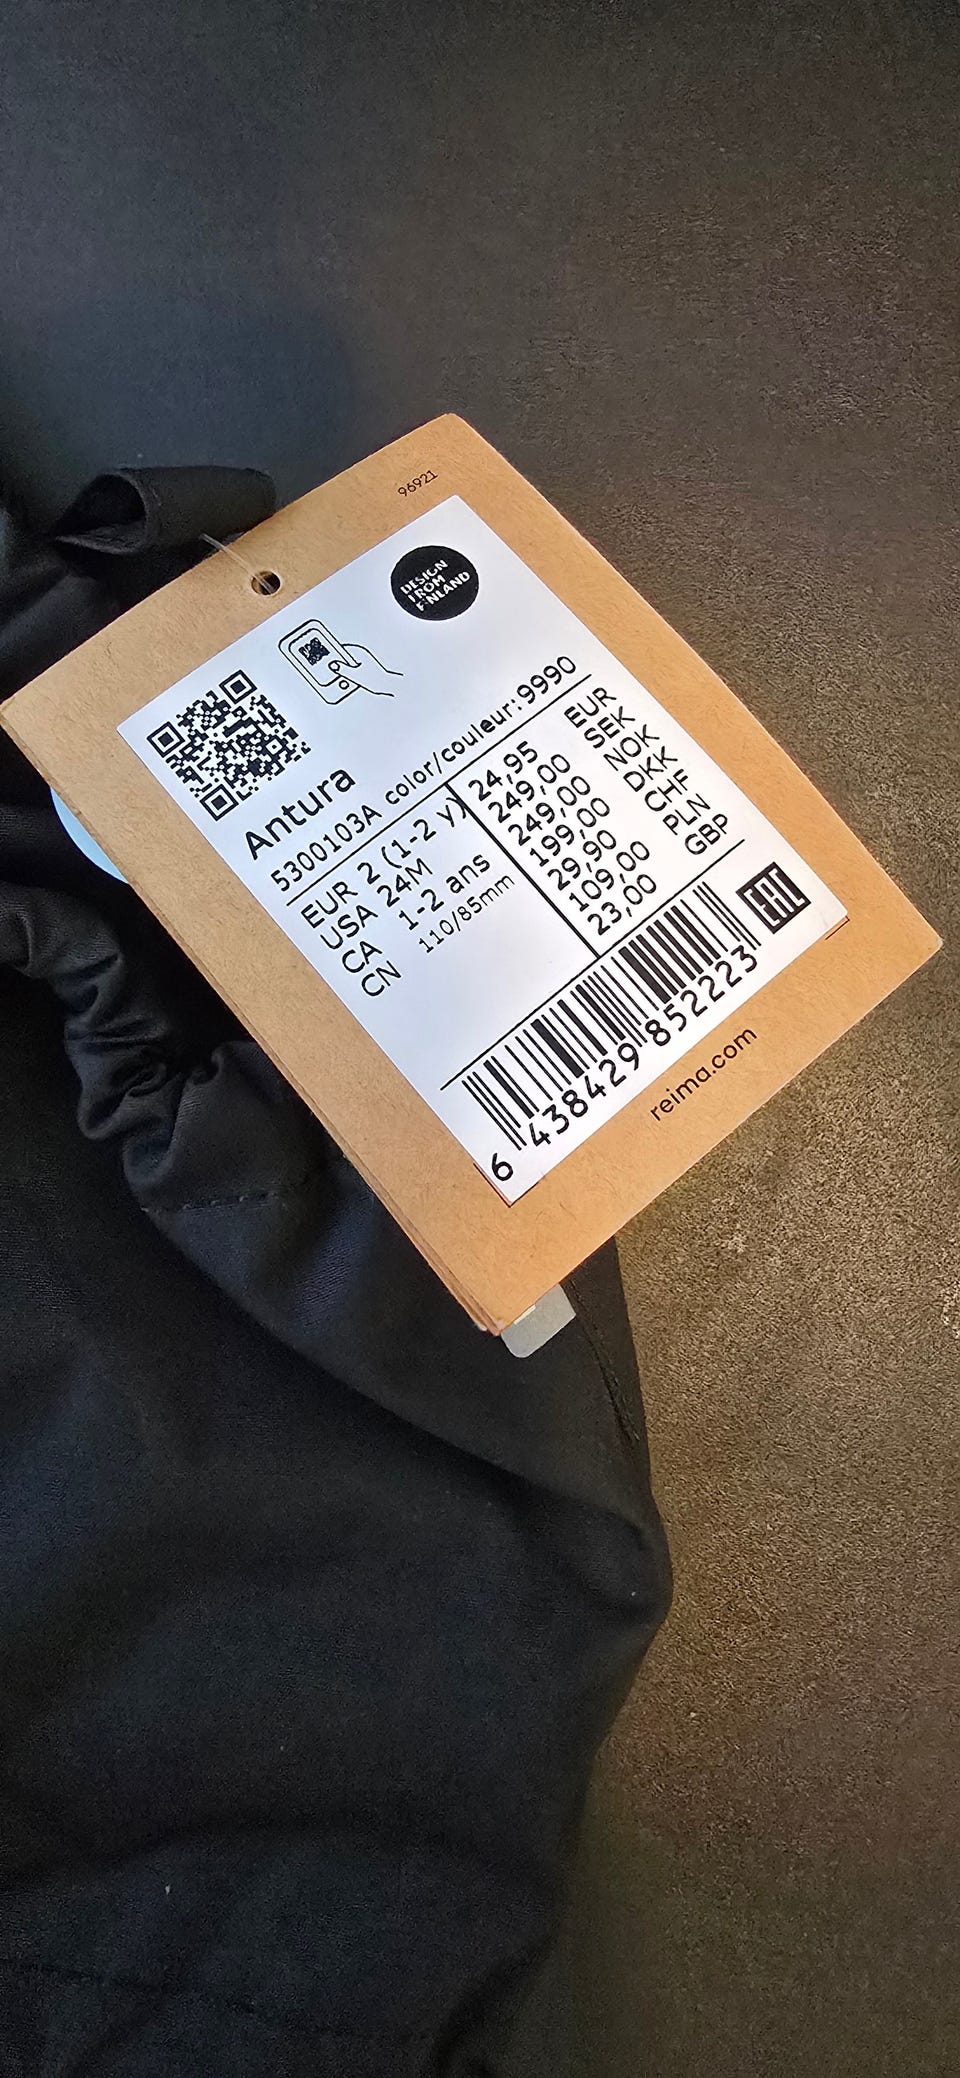 96921
DESIGN
FROM
FINLAND
Antura
5300103A color/couleur:9990
EUR 2 (1-2 y)
USA 24M
CA 1-2 ans
CN 110/85mm
24,95 EUR
249,00 SEK
249,00 NOK
199,00 DKK
29,90 CHF
109,00 PLN
23,00 GBP
EAC
6 438429 852223
reima.com